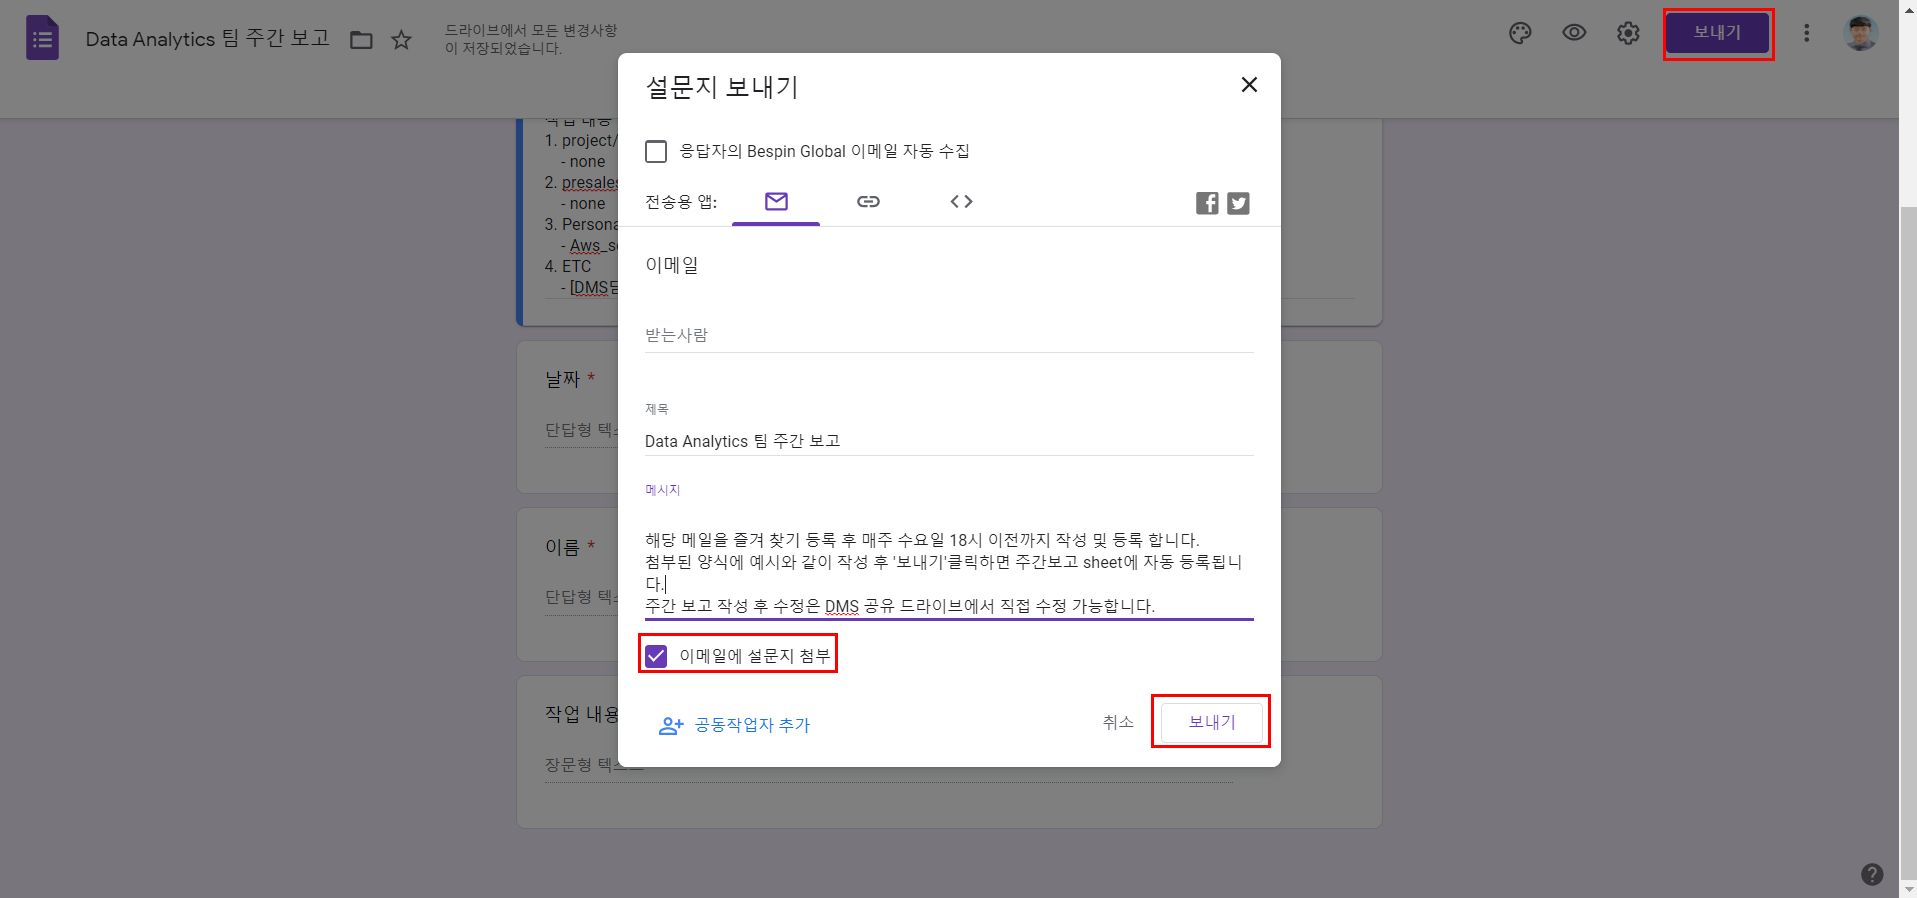 Data Analytics 팀 주간 보고
드라이브에서 모든 변경사항
이 저장되었습니다.
보내기
작업 내용
1. project/
- none
2. presales
- none
3. Persona
- Aws_s
4. ETC
- [DMS
날짜 *
단답형 텍스
이름 *
단답형 텍스
작업 내용
장문형 텍스트
설문지 보내기
응답자의 Bespin Global 이메일 자동 수집
전송용 앱:
이메일
받는사람
제목
Data Analytics 팀 주간 보고
메시지
해당 메일을 즐겨 찾기 등록 후 매주 수요일 18시 이전까지 작성 및 등록 합니다.
첨부된 양식에 예시와 같이 작성 후 '보내기'클릭하면 주간보고 sheet에 자동 등록됩니
다.
주간 보고 작성 후 수정은 DMS 공유 드라이브에서 직접 수정 가능합니다.
이메일에 설문지 첨부
공동작업자 추가
취소
보내기